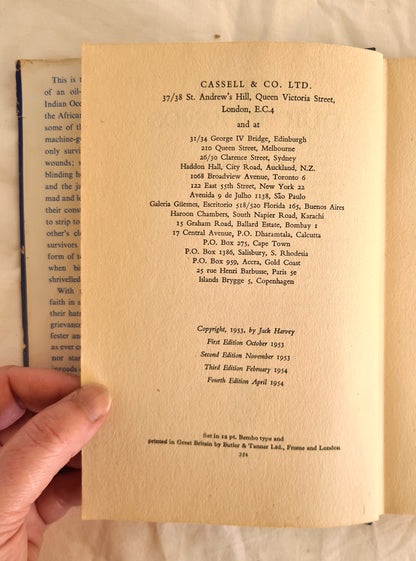 This is
of an oil-
Indian Oc
the African
some of the
machine-g
only survi
wounds; s
blinding h
and the ja
mad and l
their cons
to strip to
other's cl
survivors
form of t
when bi
shrivelled
With s
faith in s
their hat
grievance
fester and
as ever c
nor star
inroads o
CASSELL & CO. LTD.
37/38 St. Andrew's Hill, Queen Victoria Street,
London, E.C.4
and at
31/34 George IV Bridge, Edinburgh
210 Queen Street, Melbourne
26/30 Clarence Street, Sydney
Haddon Hall, City Road, Auckland, N.Z.
1068 Broadview Avenue, Toronto 6
122 East 55th Street, New York 22
Avenida 9 de Julho 1138, São Paulo
Galeria Güemes, Escritorio 518/520 Florida 165, Buenos Aires
Haroon Chambers, South Napier Road, Karachi
15 Graham Road, Ballard Estate, Bombay 1
17 Central Avenue, P.O. Dharamtala, Calcutta
P.O. Box 275, Cape Town
P.O. Box 1386, Salisbury, S. Rhodesia
P.O. Box 959, Accra, Gold Coast
25 rue Henri Barbusse, Paris 5e
Islands Brygge 5, Copenhagen
Copyright, 1953, by Jack Harvey
First Edition October 1953
Second Edition November 1953
Third Edition February 1954
Fourth Edition April 1954
Set in 12 pt. Bembo type and
printed in Great Britain by Butler & Tanner Ltd., Frome and London
354